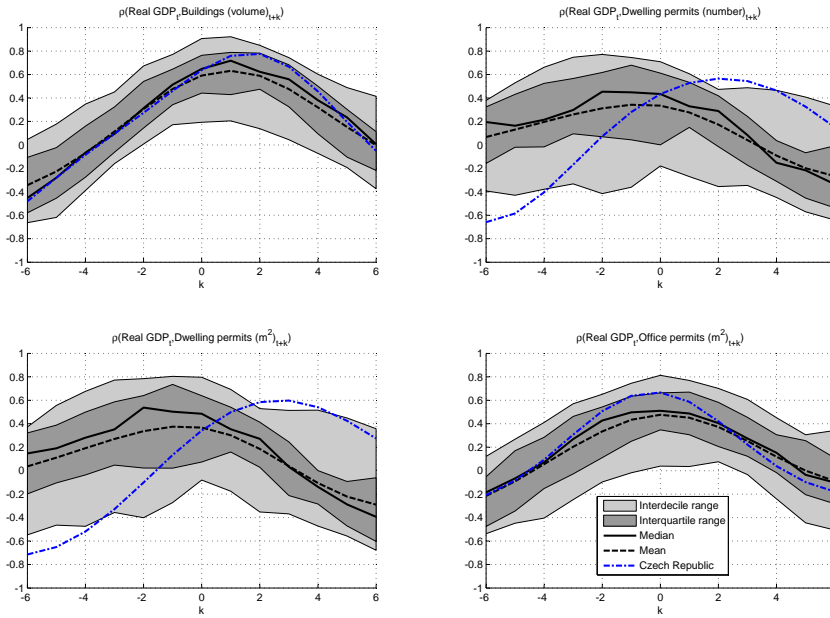 ρ(Real GDP_t,Buildings (volume)_{t+k})
1
0.8
0.6
0.4
0.2
0
-0.2
-0.4
-0.6
-0.8
-1
-6 -4 -2 0 2 4 6
k
ρ(Real GDP_t,Dwelling permits (number)_{t+k})
1
0.8
0.6
0.4
0.2
0
-0.2
-0.4
-0.6
-0.8
-1
-6 -4 -2 0 2 4 6
k
ρ(Real GDP_t,Dwelling permits (m²)_{t+k})
1
0.8
0.6
0.4
0.2
0
-0.2
-0.4
-0.6
-0.8
-1
-6 -4 -2 0 2 4 6
k
ρ(Real GDP_t,Office permits (m²)_{t+k})
1
0.8
0.6
0.4
0.2
0
-0.2
-0.4
-0.6
-0.8
-1
-6 -4 -2 0 2 4 6
k
Interdecile range
Interquartile range
Median
Mean
Czech Republic